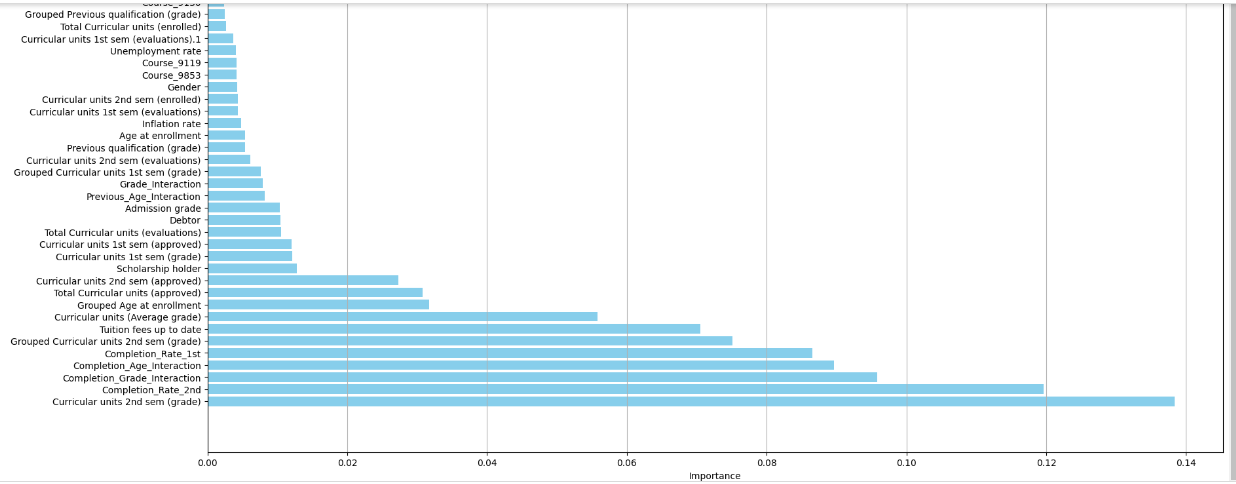 Grouped Previous qualification (grade)
Total Curricular units (enrolled)
Curricular units 1st sem (evaluations).1
Unemployment rate
Course_9119
Course_9853
Gender
Curricular units 2nd sem (enrolled)
Curricular units 1st sem (evaluations)
Inflation rate
Age at enrollment
Previous qualification (grade)
Curricular units 2nd sem (evaluations)
Grouped Curricular units 1st sem (grade)
Grade_Interaction
Previous_Age_Interaction
Admission grade
Debtor
Total Curricular units (evaluations)
Curricular units 1st sem (approved)
Curricular units 1st sem (grade)
Scholarship holder
Curricular units 2nd sem (approved)
Total Curricular units (approved)
Grouped Age at enrollment
Curricular units (Average grade)
Tuition fees up to date
Grouped Curricular units 2nd sem (grade)
Completion_Rate_1st
Completion_Age_Interaction
Completion_Grade_Interaction
Completion_Rate_2nd
Curricular units 2nd sem (grade)
0.00 0.02 0.04 0.06 0.08 0.10 0.12 0.14
Importance